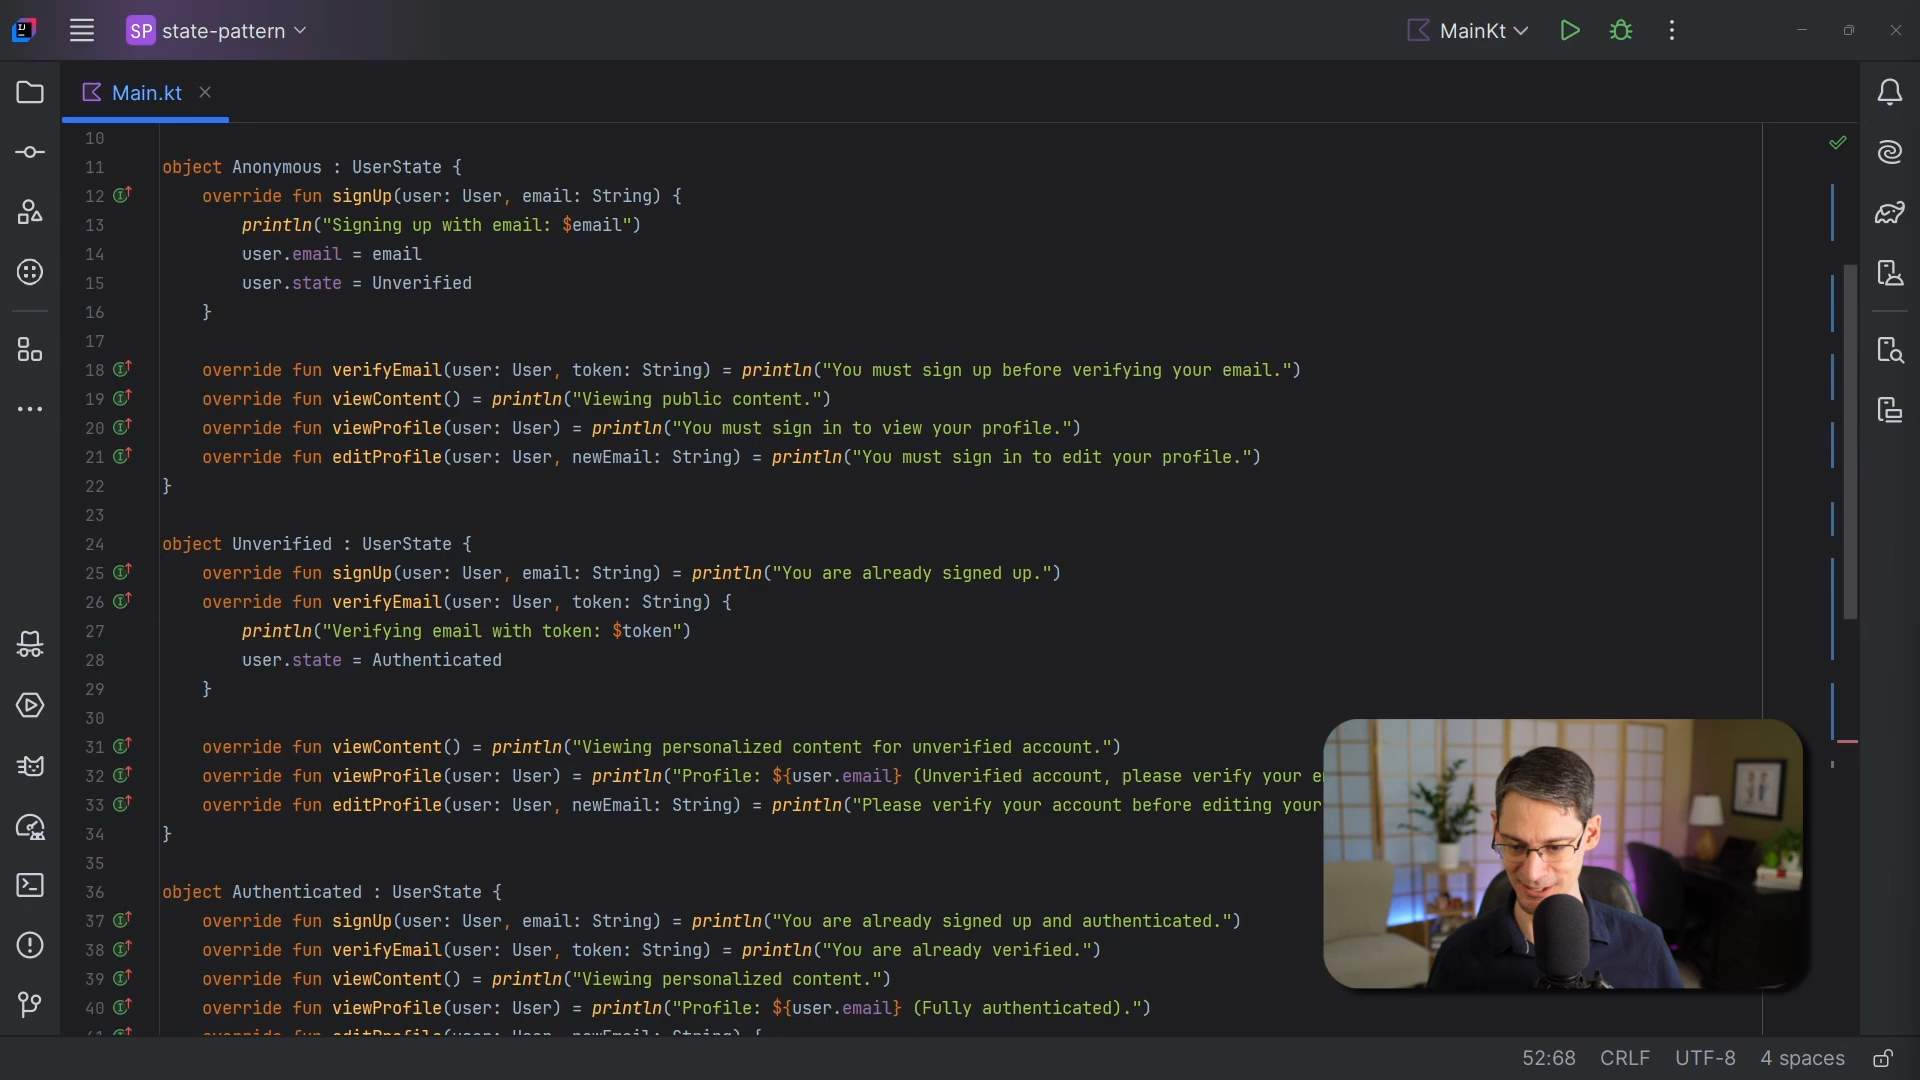 SP state-pattern
MainKt
Main.kt
10
11 object Anonymous : UserState {
12 override fun signUp(user: User, email: String) {
13 println("Signing up with email: $email")
14 user.email = email
15 user.state = Unverified
16 }
17
18 override fun verifyEmail(user: User, token: String) = println("You must sign up before verifying your email.")
19 override fun viewContent() = println("Viewing public content.")
20 override fun viewProfile(user: User) = println("You must sign in to view your profile.")
21 override fun editProfile(user: User, newEmail: String) = println("You must sign in to edit your profile.")
22 }
23
24 object Unverified : UserState {
25 override fun signUp(user: User, email: String) = println("You are already signed up.")
26 override fun verifyEmail(user: User, token: String) {
27 println("Verifying email with token: $token")
28 user.state = Authenticated
29 }
30
31 override fun viewContent() = println("Viewing personalized content for unverified account.")
32 override fun viewProfile(user: User) = println("Profile: ${user.email} (Unverified account, please verify your
33 override fun editProfile(user: User, newEmail: String) = println("Please verify your account before editing your
34 }
35
36 object Authenticated : UserState {
37 override fun signUp(user: User, email: String) = println("You are already signed up and authenticated.")
38 override fun verifyEmail(user: User, token: String) = println("You are already verified.")
39 override fun viewContent() = println("Viewing personalized content.")
40 override fun viewProfile(user: User) = println("Profile: ${user.email} (Fully authenticated).")
52:68 CRLF UTF-8 4 spaces